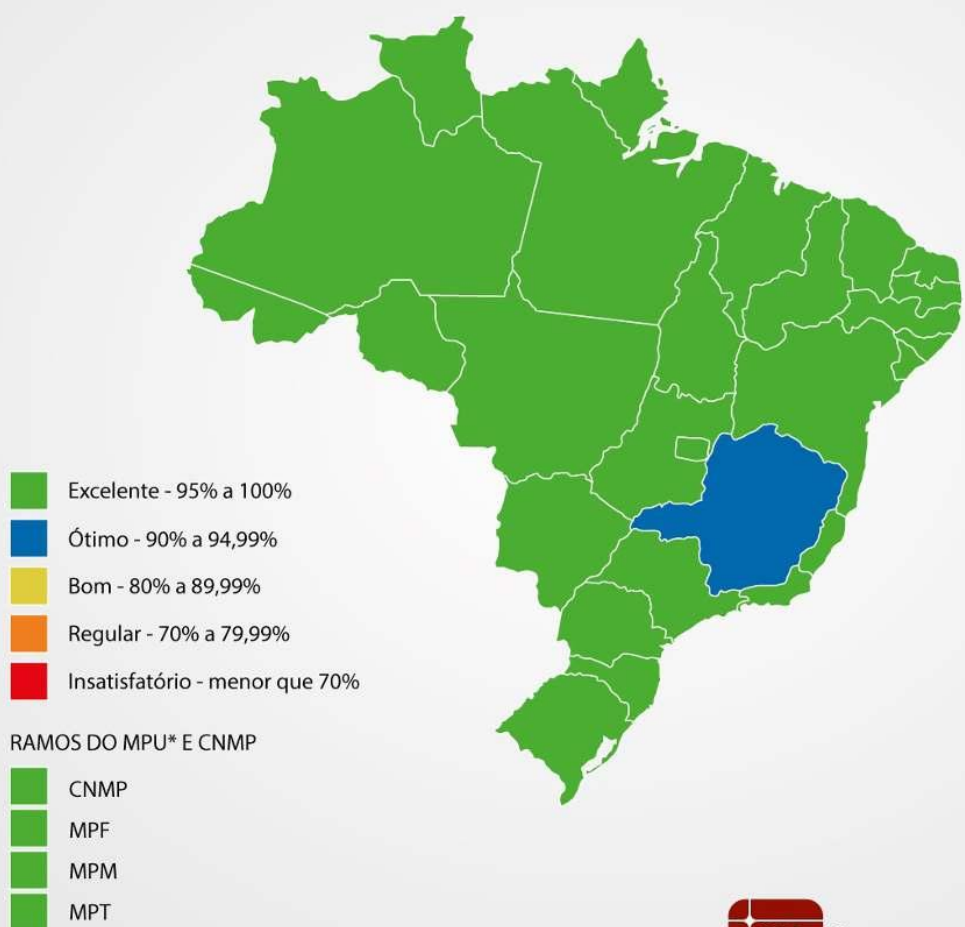 Excelente - 95% a 100%
Ótimo - 90% a 94,99%
Bom - 80% a 89,99%
Regular - 70% a 79,99%
Insatisfatório - menor que 70%
RAMOS DO MPU* E CNMP
CNMP
MPF
MPM
MPT